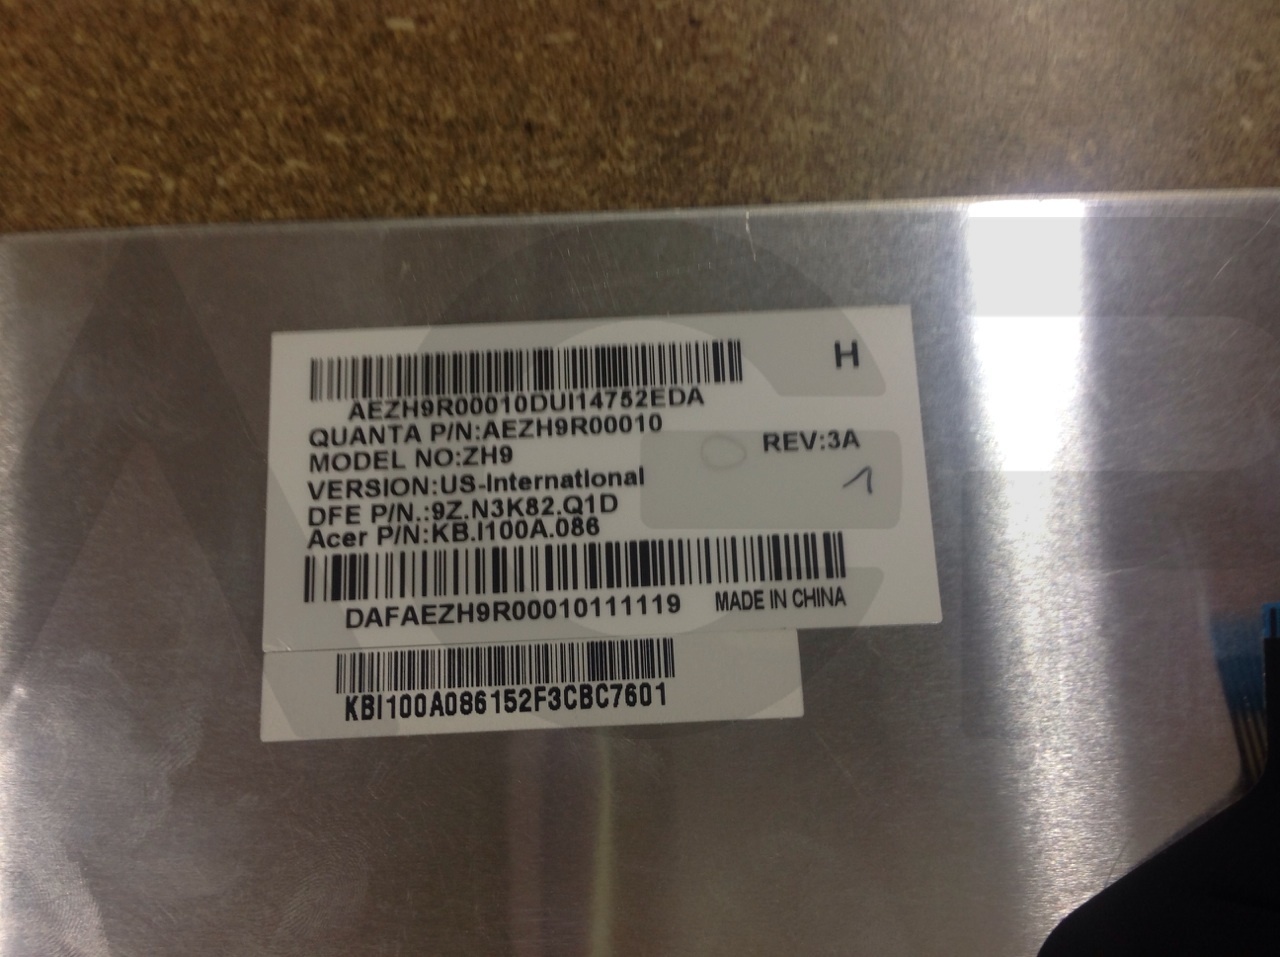 H
AEZH9R00010DUI14752EDA
QUANTA P/N:AEZH9R00010
MODEL NO:ZH9 REV:3A
VERSION:US-International
DFE P/N.:9Z.N3K82.Q1D
Acer P/N:KB.I100A.086
DAFAEZH9R00010111119 MADE IN CHINA
KBI100A086152F3CBC7601